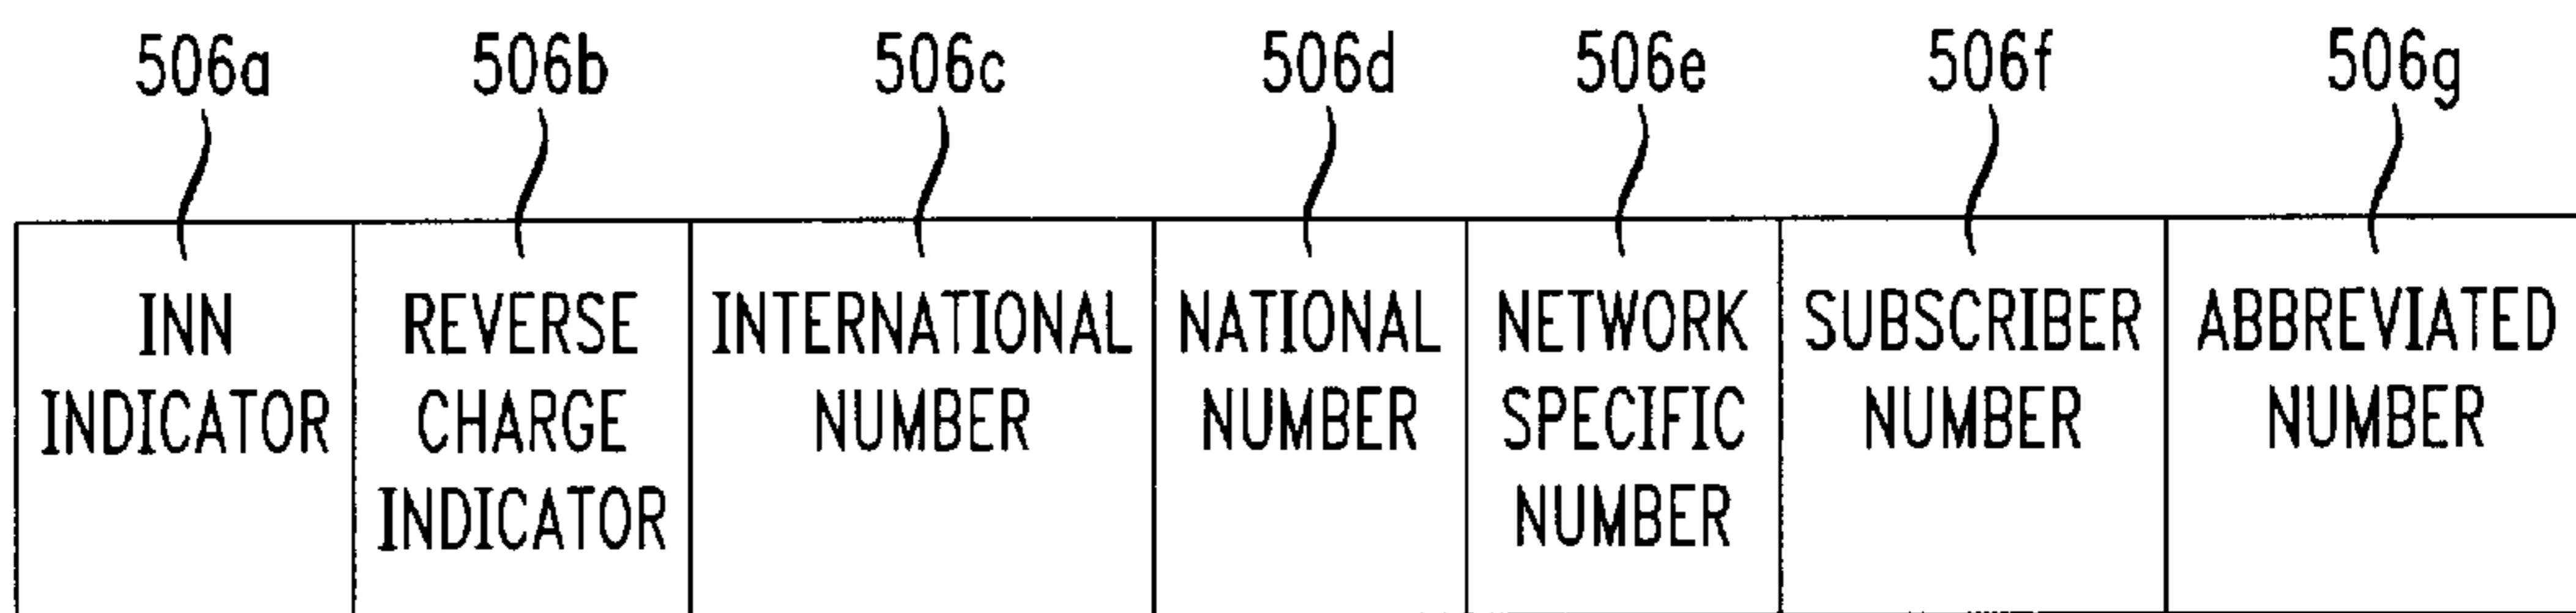 506a 506b 506c 506d 506e 506f 506g
INN
INDICATOR
REVERSE
CHARGE
INDICATOR
INTERNATIONAL
NUMBER
NATIONAL
NUMBER
NETWORK
SPECIFIC
NUMBER
SUBSCRIBER
NUMBER
ABBREVIATED
NUMBER